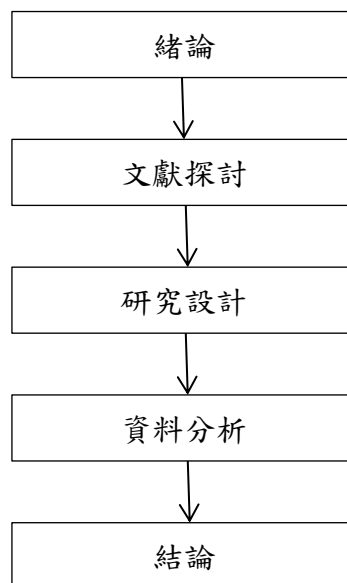 緒論
文獻探討
研究設計
資料分析
結論